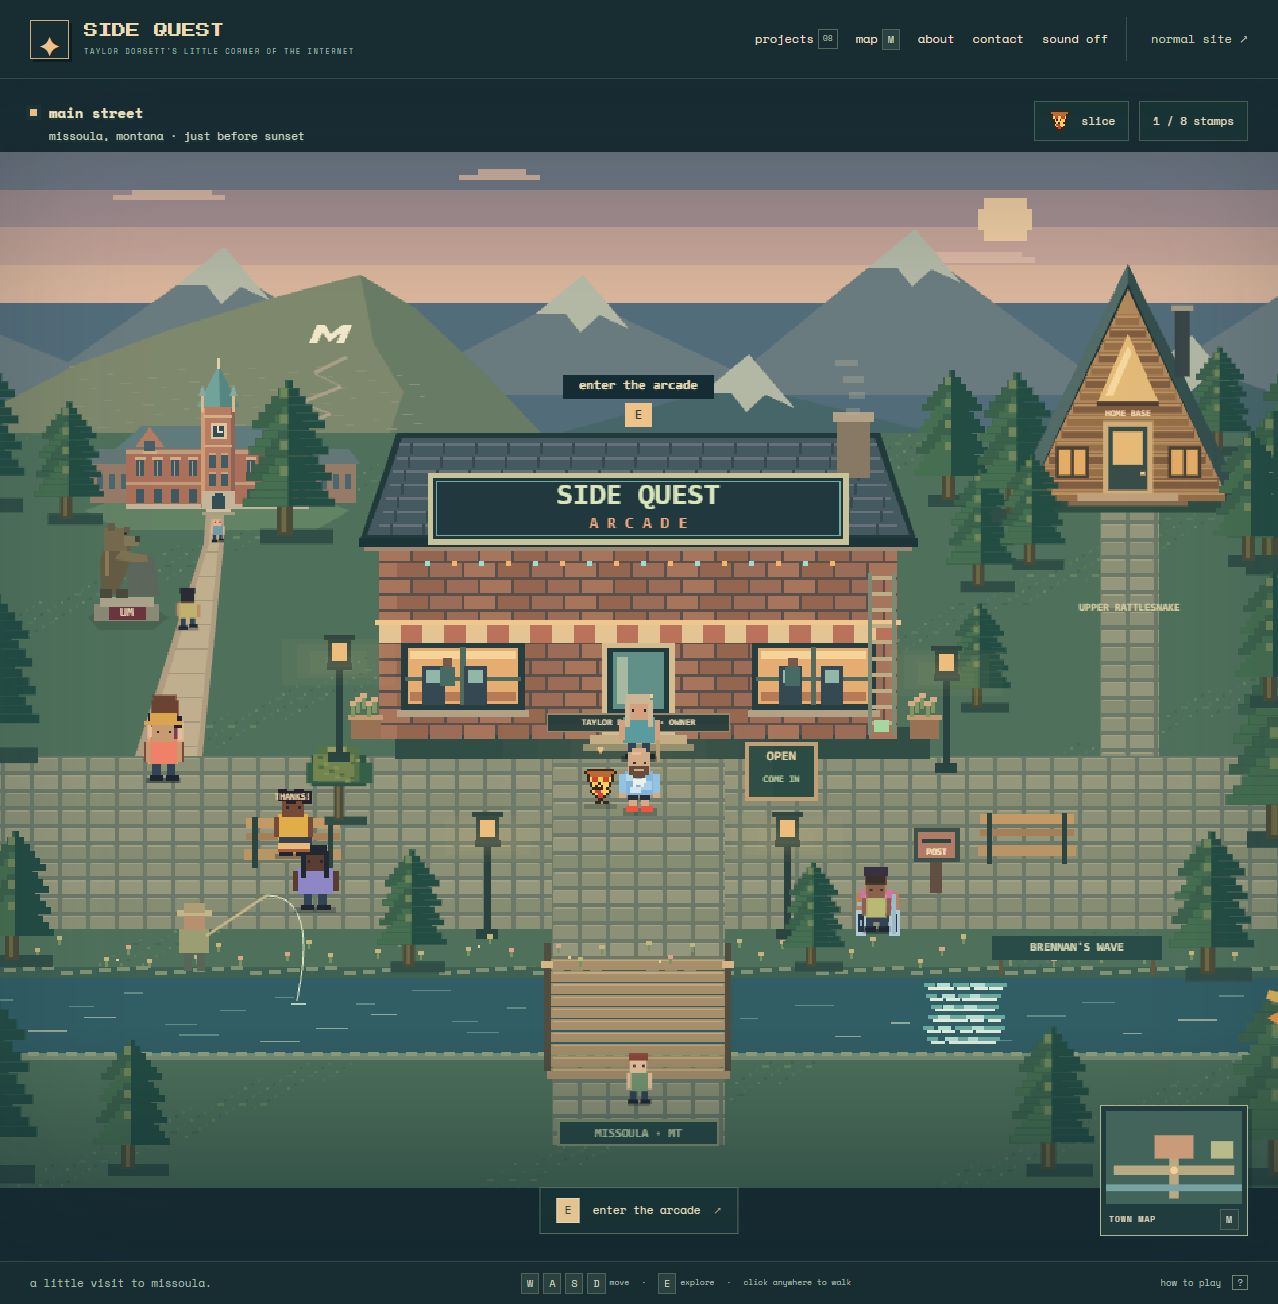 SIDE QUEST
TAYLOR DORSETT'S LITTLE CORNER OF THE INTERNET
projects 08
map M
about
contact
sound off
normal site ↗
main street
missoula, montana · just before sunset
slice
1 / 8 stamps
M
enter the arcade
E
HOME BASE
SIDE QUEST
ARCADE
UM
UPPER RATTLESNAKE
TAYLOR
OWNER
OPEN
COME IN
THANKS!
POST
BRENNAN'S WAVE
MISSOULA · MT
E enter the arcade ↗
TOWN MAP M
a little visit to missoula.
W A S D move · E explore · click anywhere to walk
how to play ?